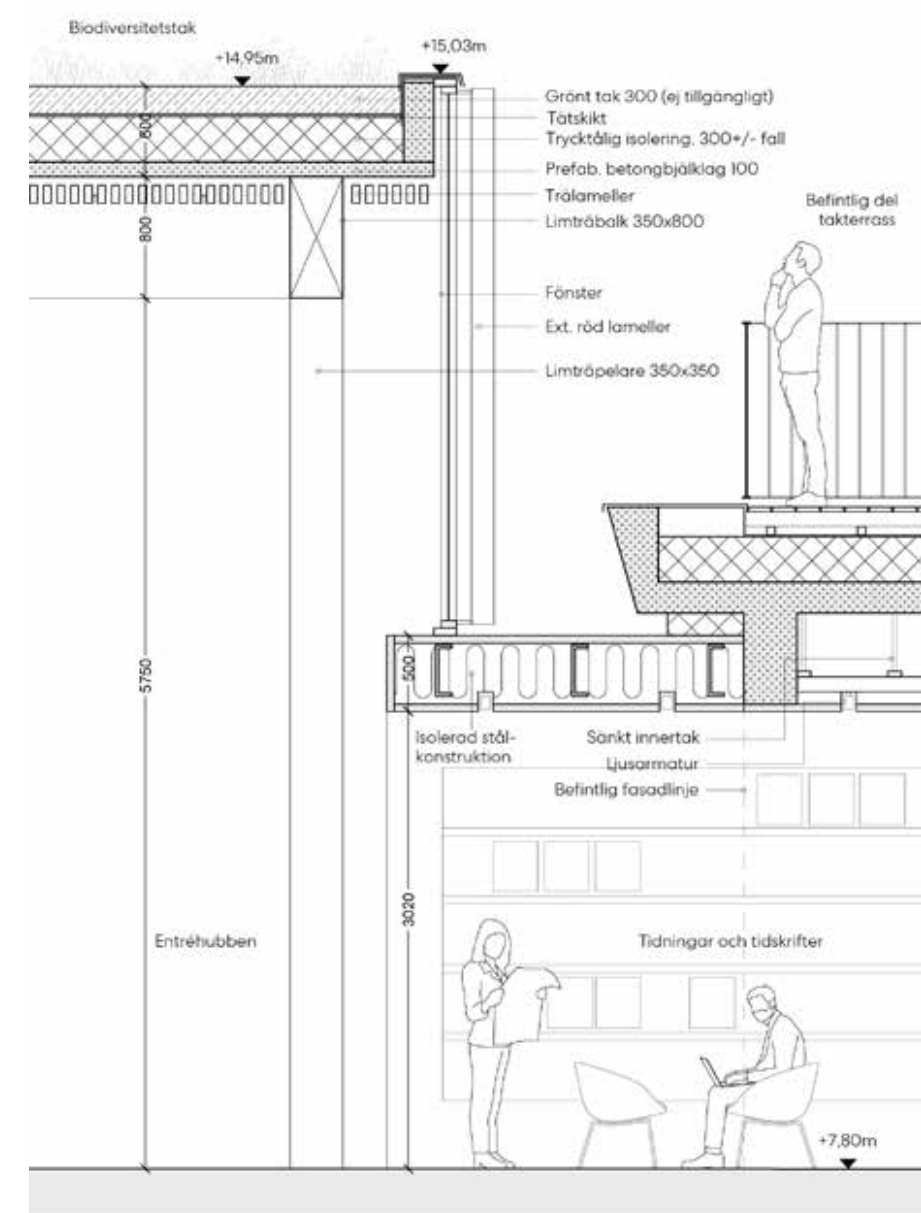 Biodiversitetstak
+14,95m
+15,03m
Grönt tak 300 (ej tillgängligt)
Tätskikt
Trycktålig isolering, 300+/- fall
Prefab. betongbjälklag 100
Trälameller
Limträbalk 350x800
Befintlig del
takterrass
600
800
Fönster
Ext. röd lameller
Limträpelare 350x350
5750
500
Isolerad stål-
konstruktion
Sänkt innertak
Ljusarmatur
Befintlig fasadlinje
3020
Entréhubben
Tidningar och tidskrifter
+7,80m